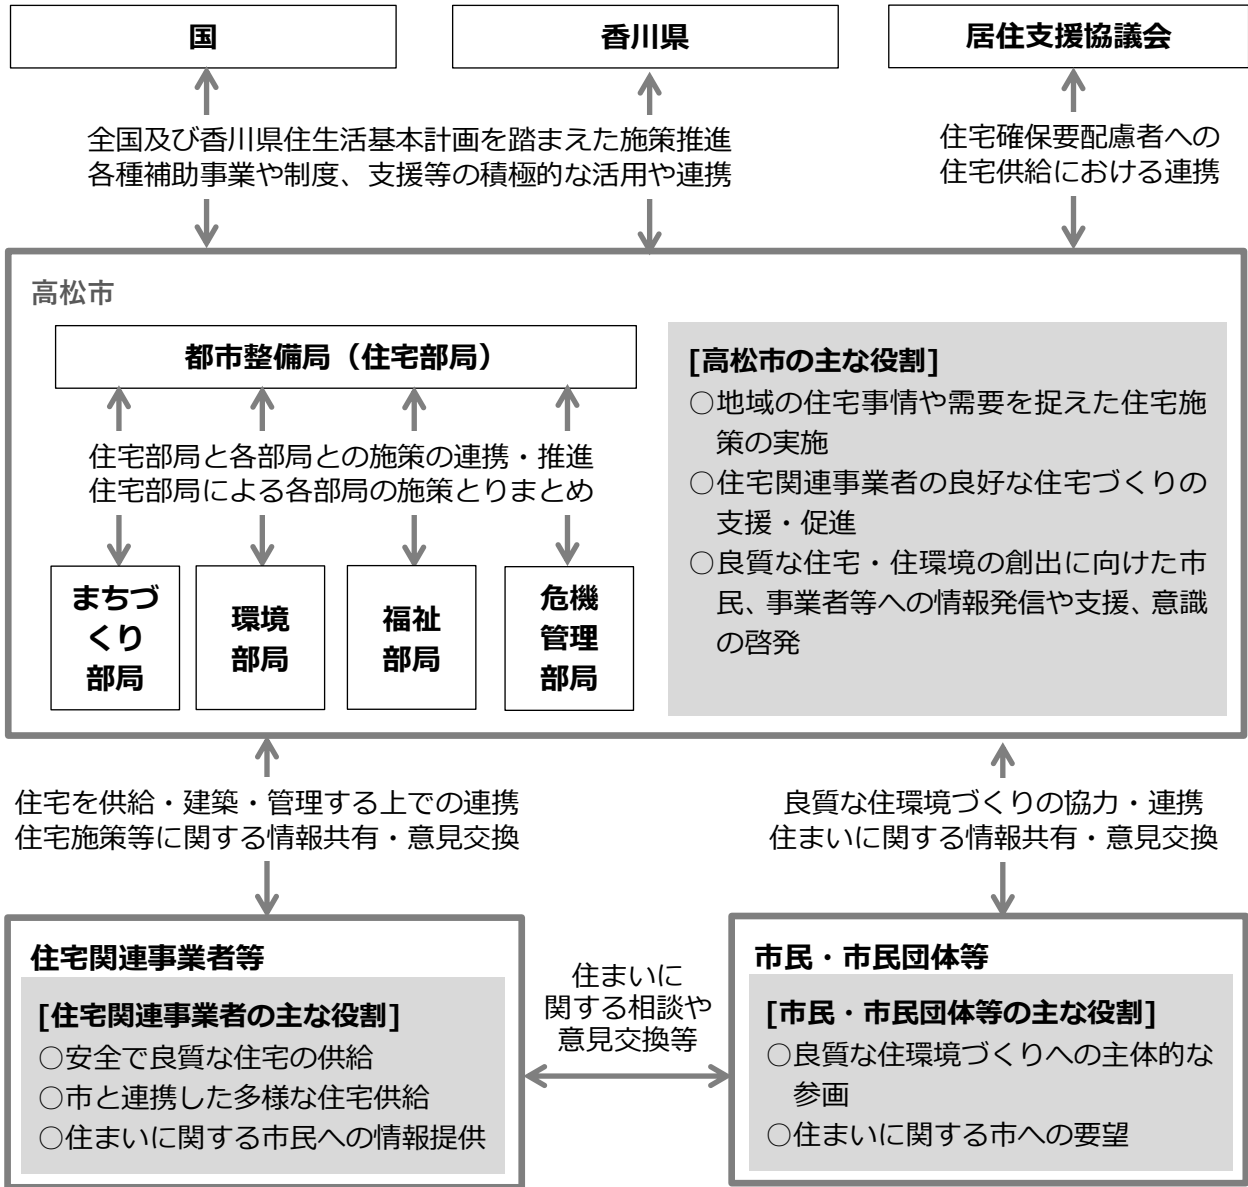 国
香川県
居住支援協議会
全国及び香川県住生活基本計画を踏まえた施策推進
各種補助事業や制度、支援等の積極的な活用や連携
住宅確保要配慮者への
住宅供給における連携
高松市
都市整備局（住宅部局）
住宅部局と各部局との施策の連携・推進
住宅部局による各部局の施策とりまとめ
まちづ
くり
部局
環境
部局
福祉
部局
危機
管理
部局
[高松市の主な役割]
○地域の住宅事情や需要を捉えた住宅施
策の実施
○住宅関連事業者の良好な住宅づくりの
支援・促進
○良質な住宅・住環境の創出に向けた市
民、事業者等への情報発信や支援、意識
の啓発
住宅を供給・建築・管理する上での連携
住宅施策等に関する情報共有・意見交換
良質な住環境づくりの協力・連携
住まいに関する情報共有・意見交換
住宅関連事業者等
[住宅関連事業者の主な役割]
○安全で良質な住宅の供給
○市と連携した多様な住宅供給
○住まいに関する市民への情報提供
住まいに
関する相談や
意見交換等
市民・市民団体等
[市民・市民団体等の主な役割]
○良質な住環境づくりへの主体的な
参画
○住まいに関する市への要望